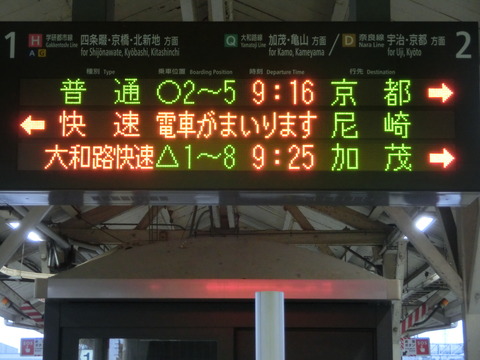 1 H 学研都市線 Gakkentoshi Line 四条畷・京橋・北新地 方面 Q 大和路線 Yamatoji Line 加茂・亀山 方面 / D 奈良線 Nara Line 宇治・京都 方面 2
A G for Shijōnawate, Kyōbashi, Kitashinchi for Kamo, Kameyama for Uji, Kyōto
種別 Type 乗車位置 Boarding Position 時刻 Departure Time 行先 Destination
普通 ○2～5 9:16 京都 →
← 快速 電車がまいります 尼崎
大和路快速 △1～8 9:25 加茂 →
1